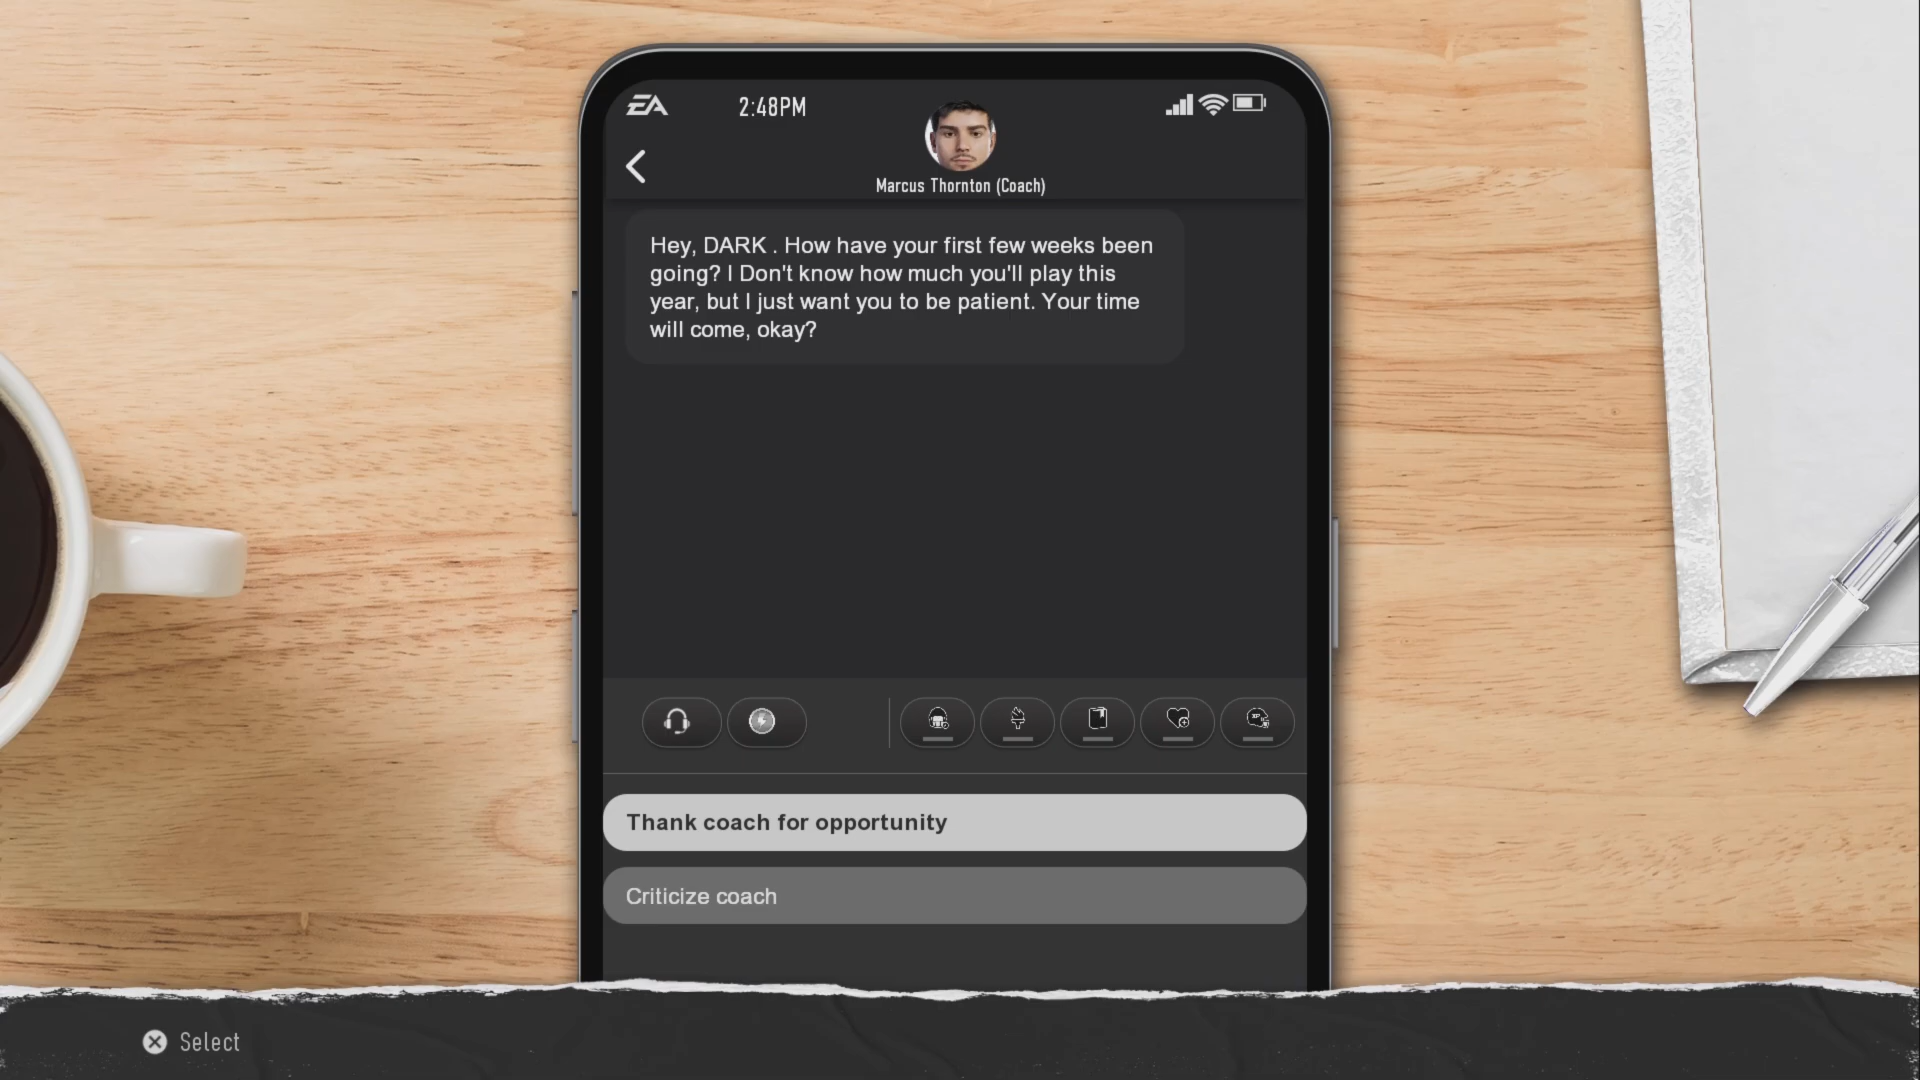 EA
2:48PM
Marcus Thornton (Coach)
Hey, DARK . How have your first few weeks been
going? I Don't know how much you'll play this
year, but I just want you to be patient. Your time
will come, okay?
Thank coach for opportunity
Criticize coach
Select